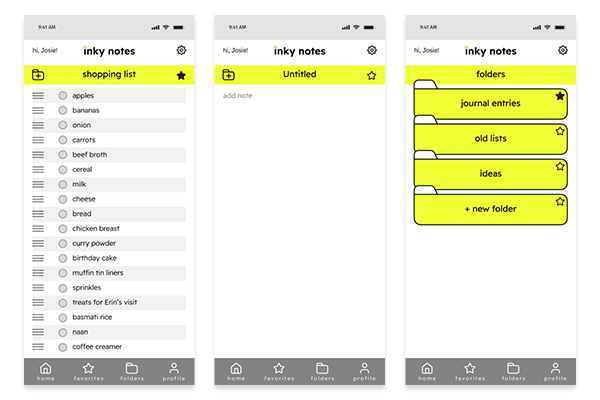 9:41 AM
hi, Josie!
inky notes
shopping list
apples
bananas
onion
carrots
beef broth
cereal
milk
cheese
bread
chicken breast
curry powder
birthday cake
muffin tin liners
sprinkles
treats for Erin's visit
basmati rice
naan
coffee creamer
home favorites folders profile
9:41 AM
hi, Josie!
inky notes
Untitled
add note
home favorites folders profile
9:41 AM
hi, Josie!
inky notes
folders
journal entries
old lists
ideas
+ new folder
home favorites folders profile